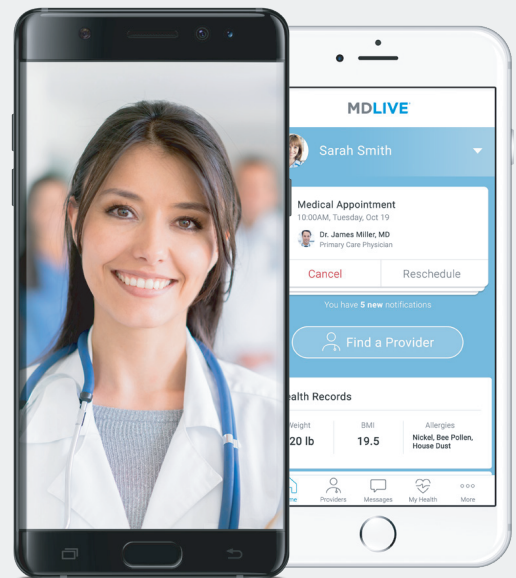 MDLIVE
Sarah Smith
Medical Appointment
10:00AM, Tuesday, Oct 19
Dr. James Miller, MD
Primary Care Physician
Cancel
Reschedule
You have 5 new notifications
Find a Provider
alth Records
Weight
BMI
Allergies
20 lb
19.5
Nickel, Bee Pollen,
House Dust
me
Providers
Messages
My Health
More